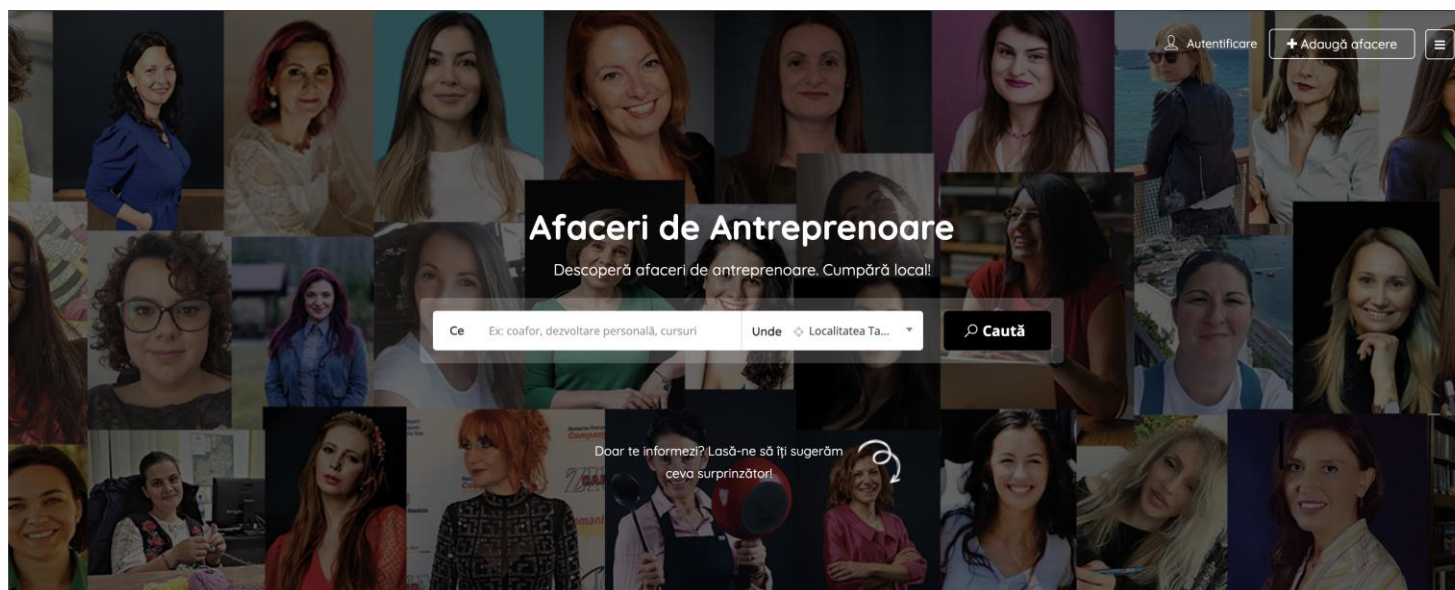 Autentificare
+ Adaugă afacere
Afaceri de Antreprenoare
Descoperă afaceri de antreprenoare. Cumpără local!
Ce Ex: coafor, dezvoltare personală, cursuri Unde Localitatea Ta... Caută
Doar te informezi? Lasă-ne să îți sugerăm
ceva surprinzător!